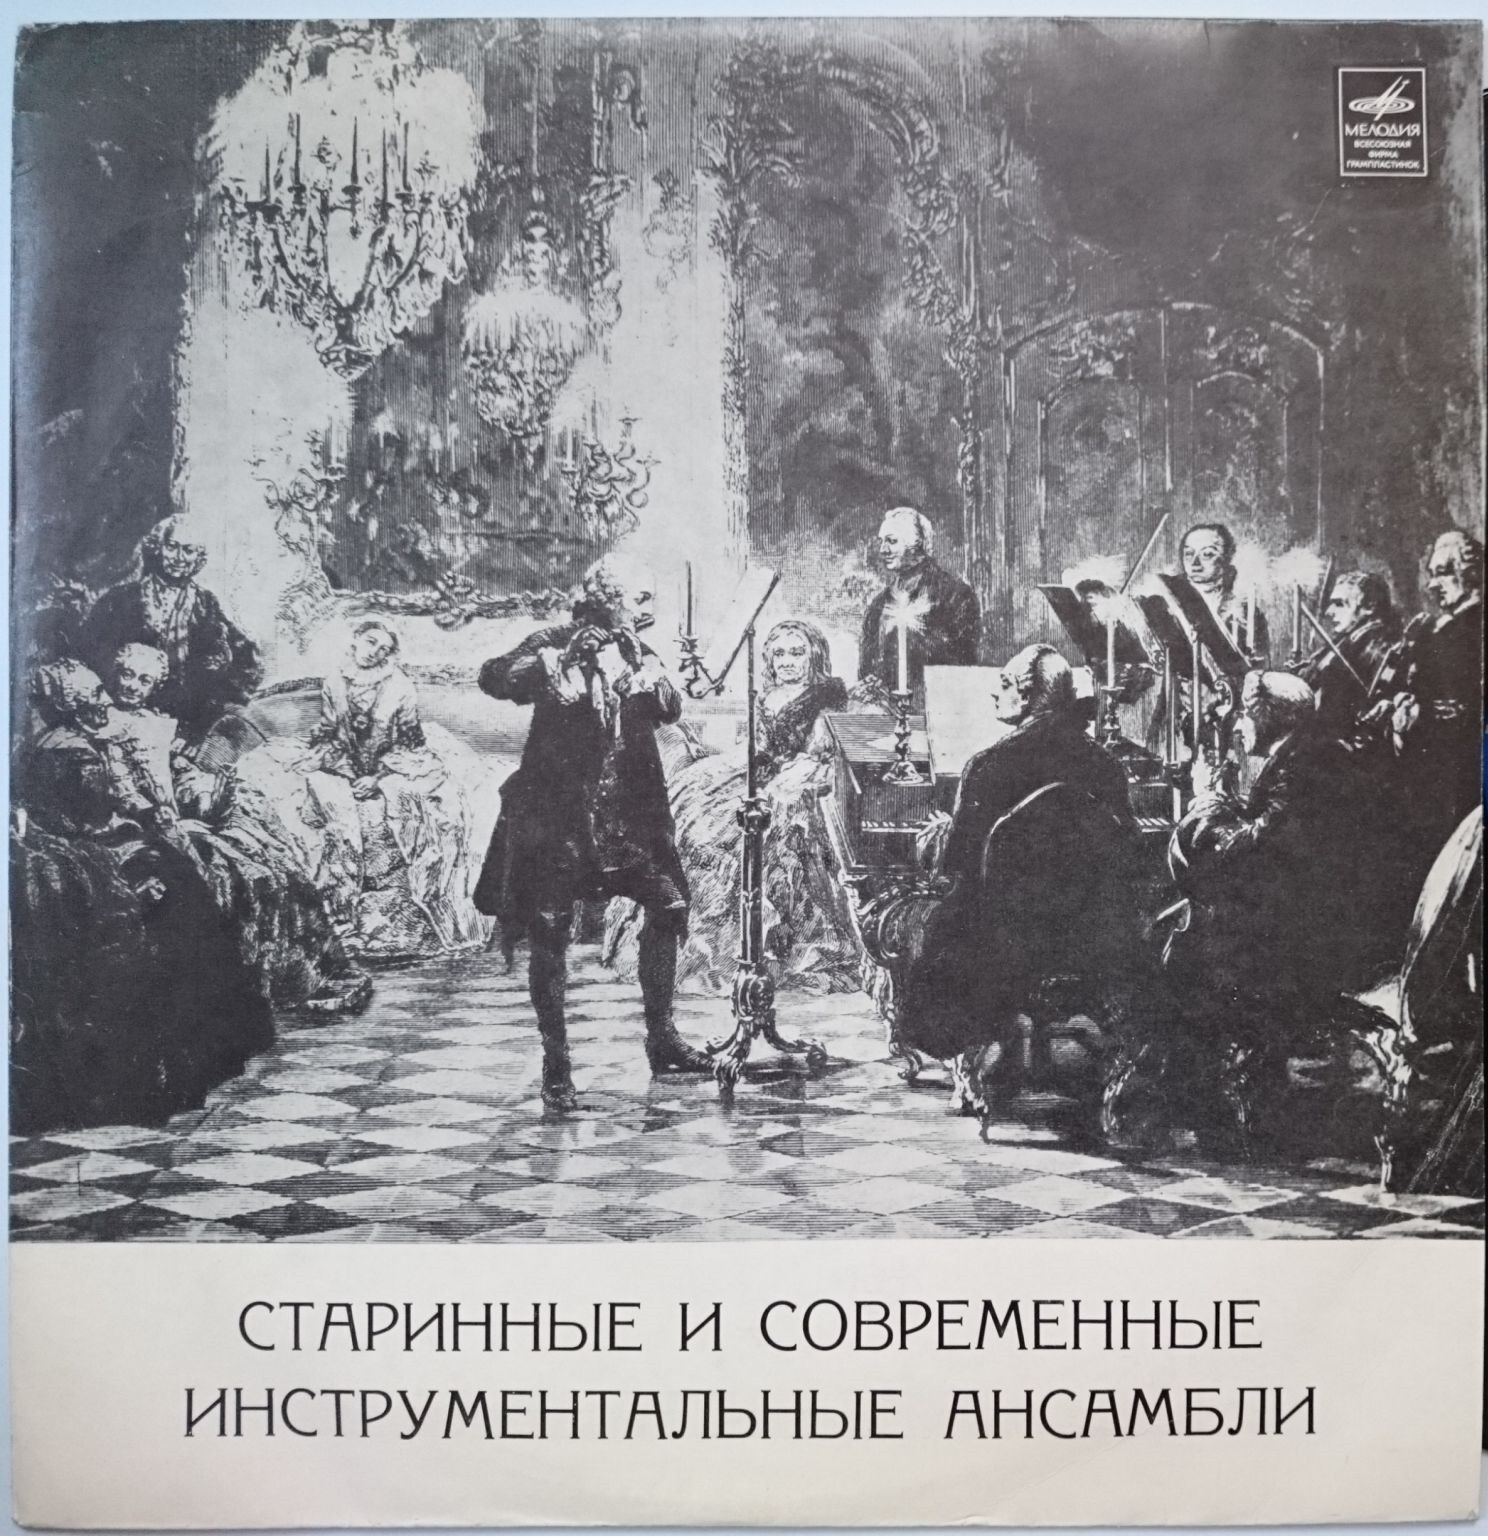 МЕЛОДИЯ
ВСЕСОЮЗНАЯ
ФИРМА
ГРАМПЛАСТИНОК
СТАРИННЫЕ И СОВРЕМЕННЫЕ
ИНСТРУМЕНТАЛЬНЫЕ АНСАМБЛИ